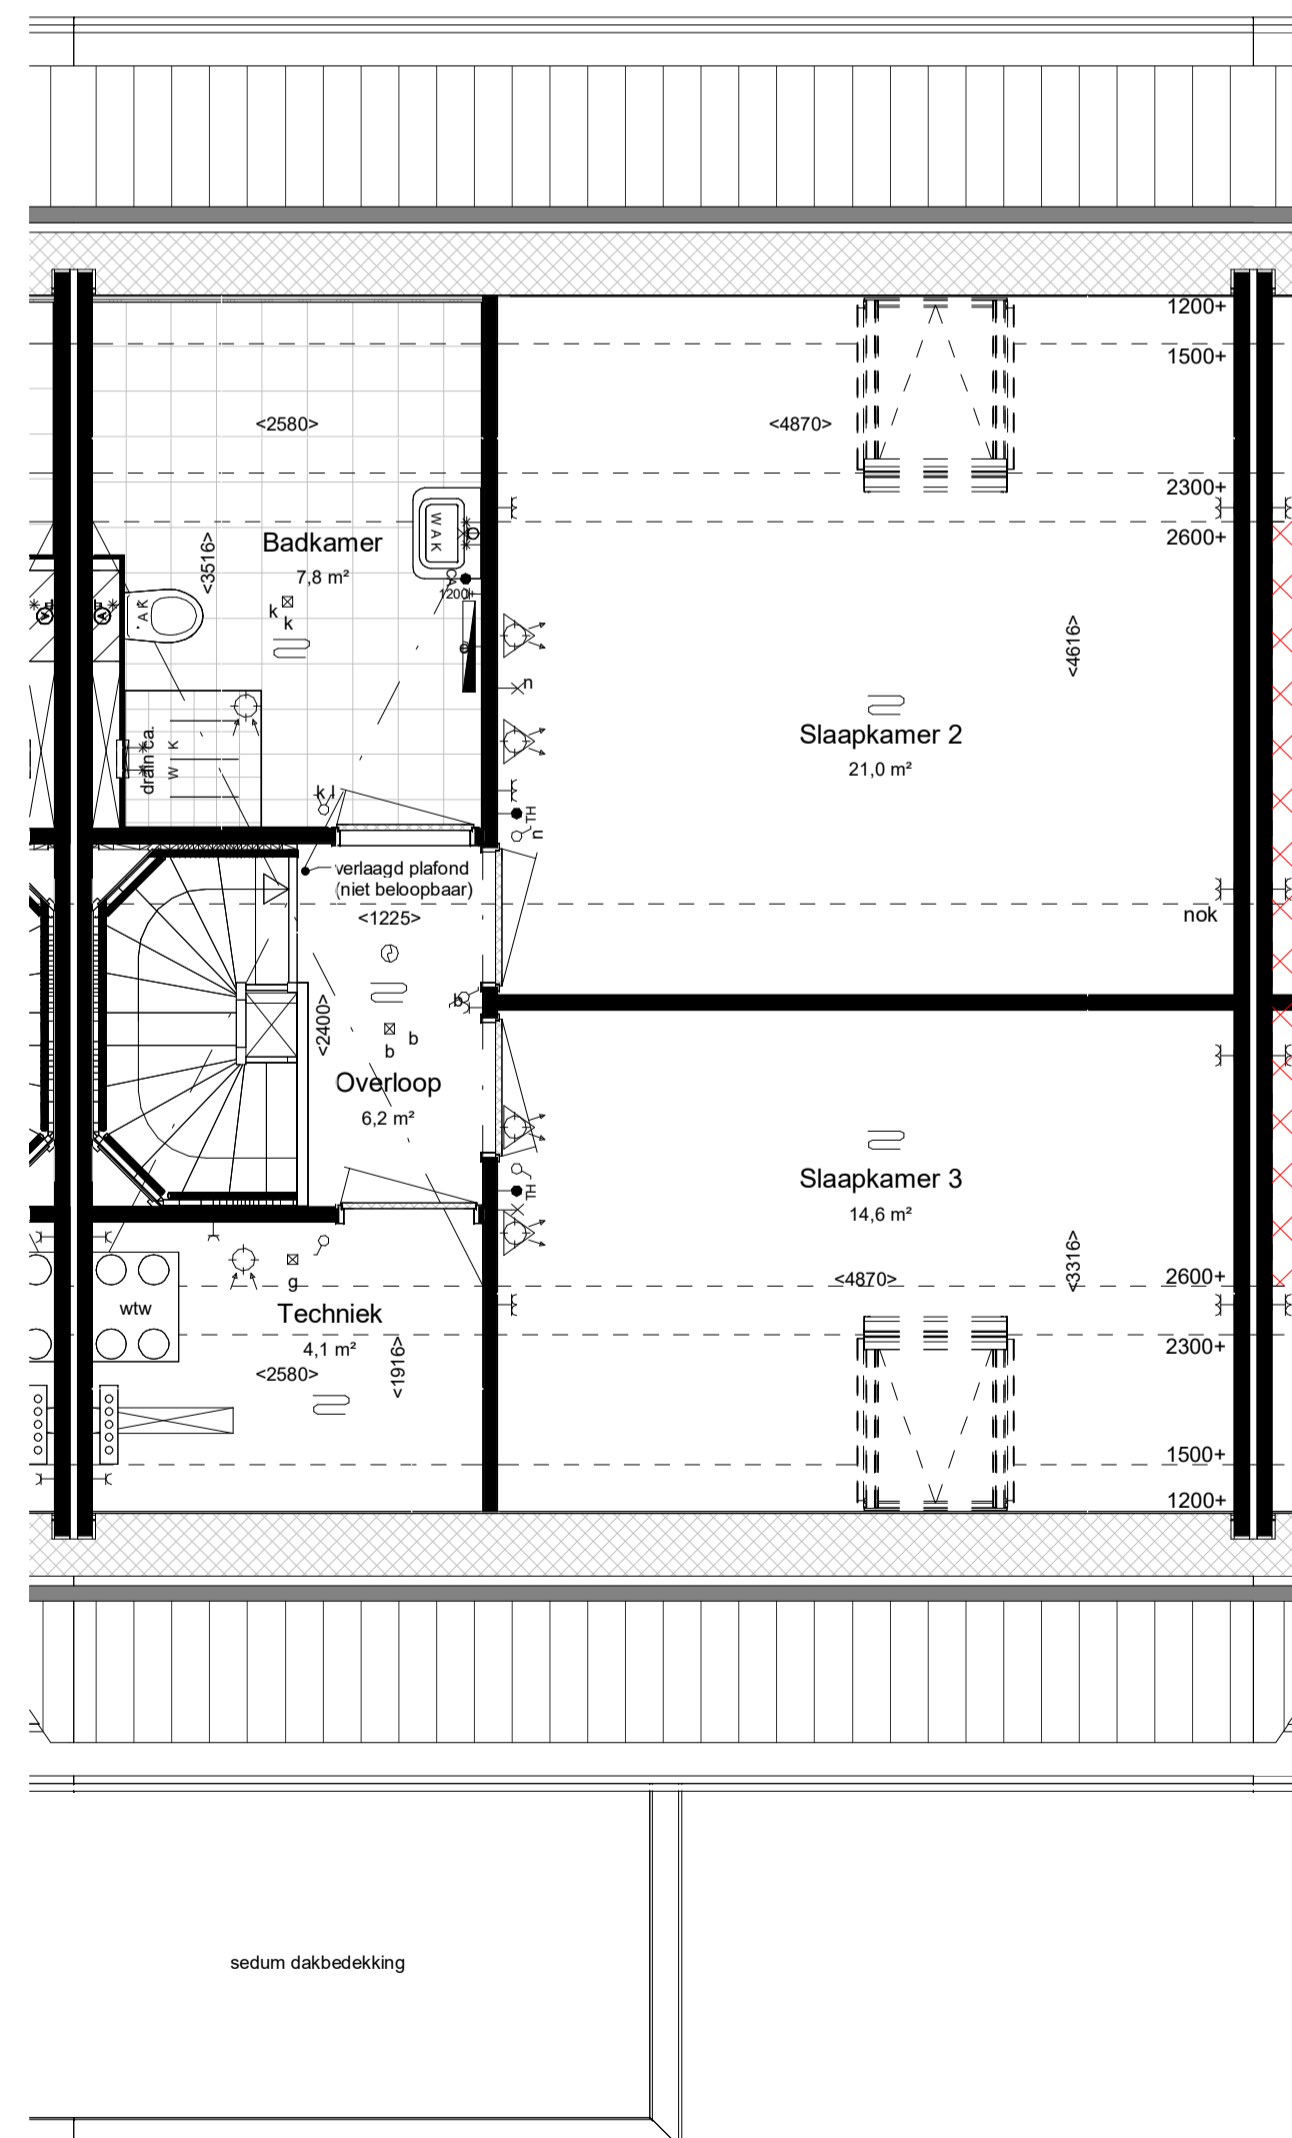 1200+
1500+
<2580>
<4870>
2300+
2600+
WAK
Badkamer
7,8 m²
<3516>
CA
1200+
AK
A
A
k
k
e
<4616>
n
Slaapkamer 2
21,0 m²
drain ca.
W K
k l
TH
n
verlaagd plafond
(niet beloopbaar)
<1225>
nok
<2400>
b
b
b
Overloop
6,2 m²
Slaapkamer 3
14,6 m²
TH
<3316>
g
wtw
Techniek
4,1 m²
<2580>
<1916>
<4870>
2600+
2300+
1500+
1200+
sedum dakbedekking